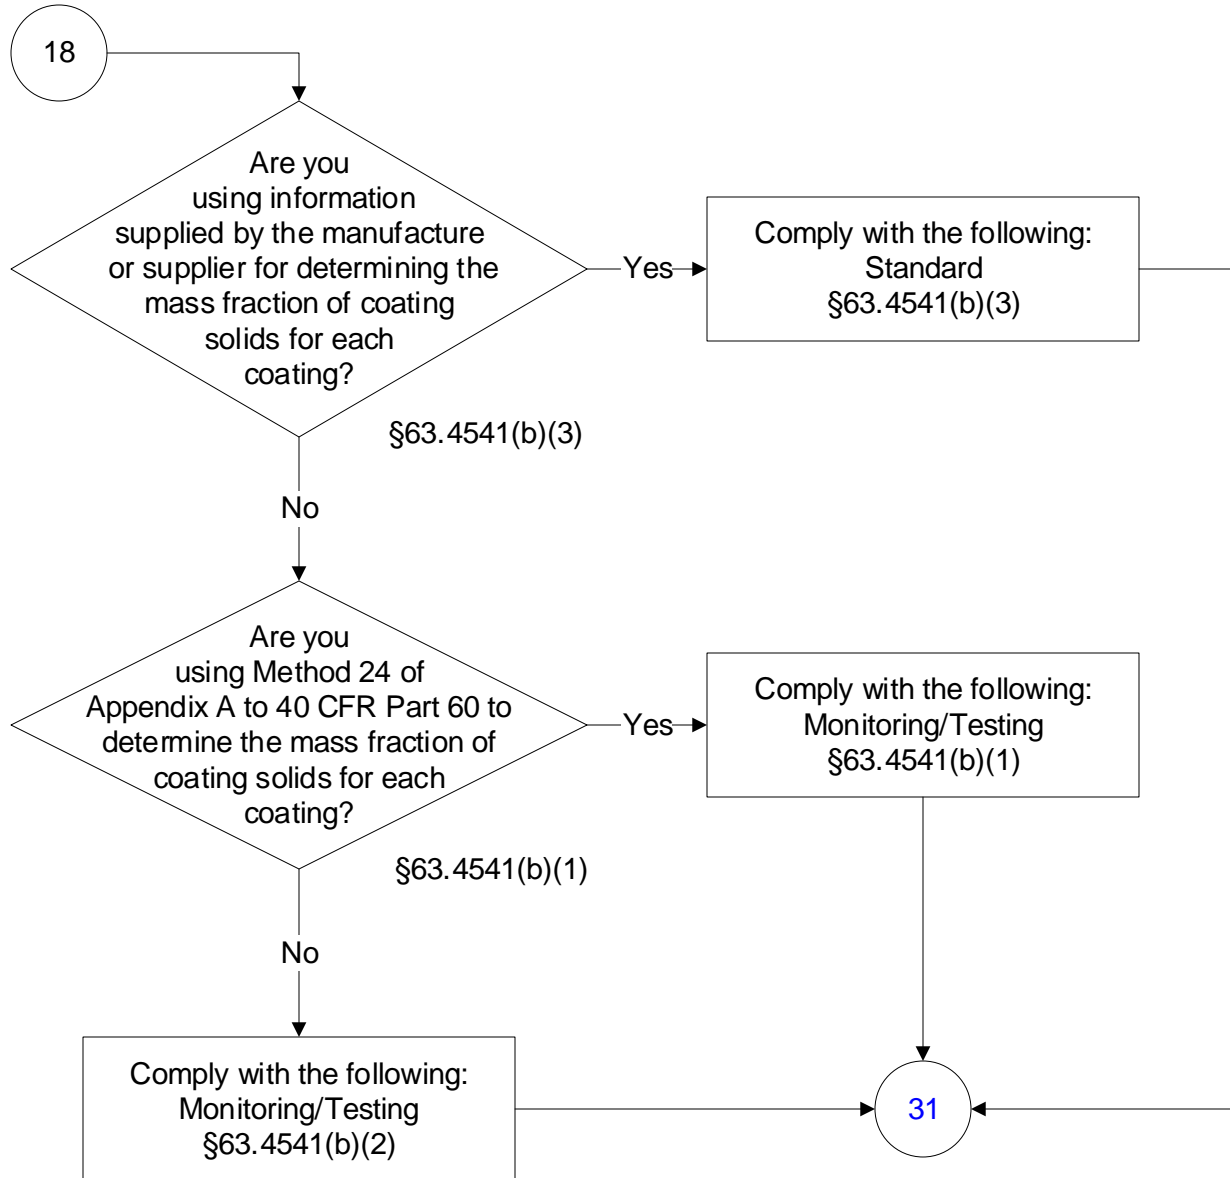 18
Are you
using information
supplied by the manufacture
or supplier for determining the
mass fraction of coating
solids for each
coating?
Yes
Comply with the following:
Standard
§63.4541(b)(3)
§63.4541(b)(3)
No
Are you
using Method 24 of
Appendix A to 40 CFR Part 60 to
determine the mass fraction of
coating solids for each
coating?
Yes
Comply with the following:
Monitoring/Testing
§63.4541(b)(1)
§63.4541(b)(1)
No
Comply with the following:
Monitoring/Testing
§63.4541(b)(2)
31